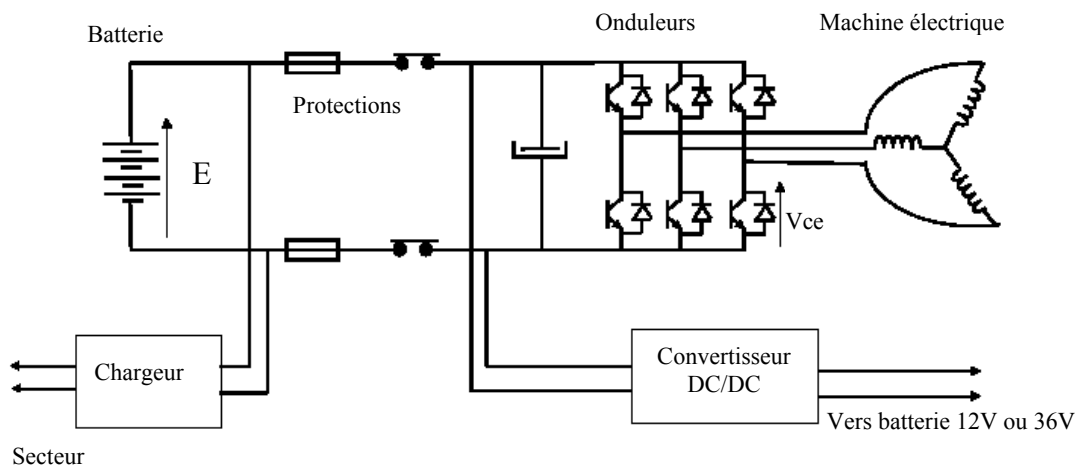 Batterie
Onduleurs
Machine électrique
Protections
E
Vce
Chargeur
Convertisseur
DC/DC
Vers batterie 12V ou 36V
Secteur